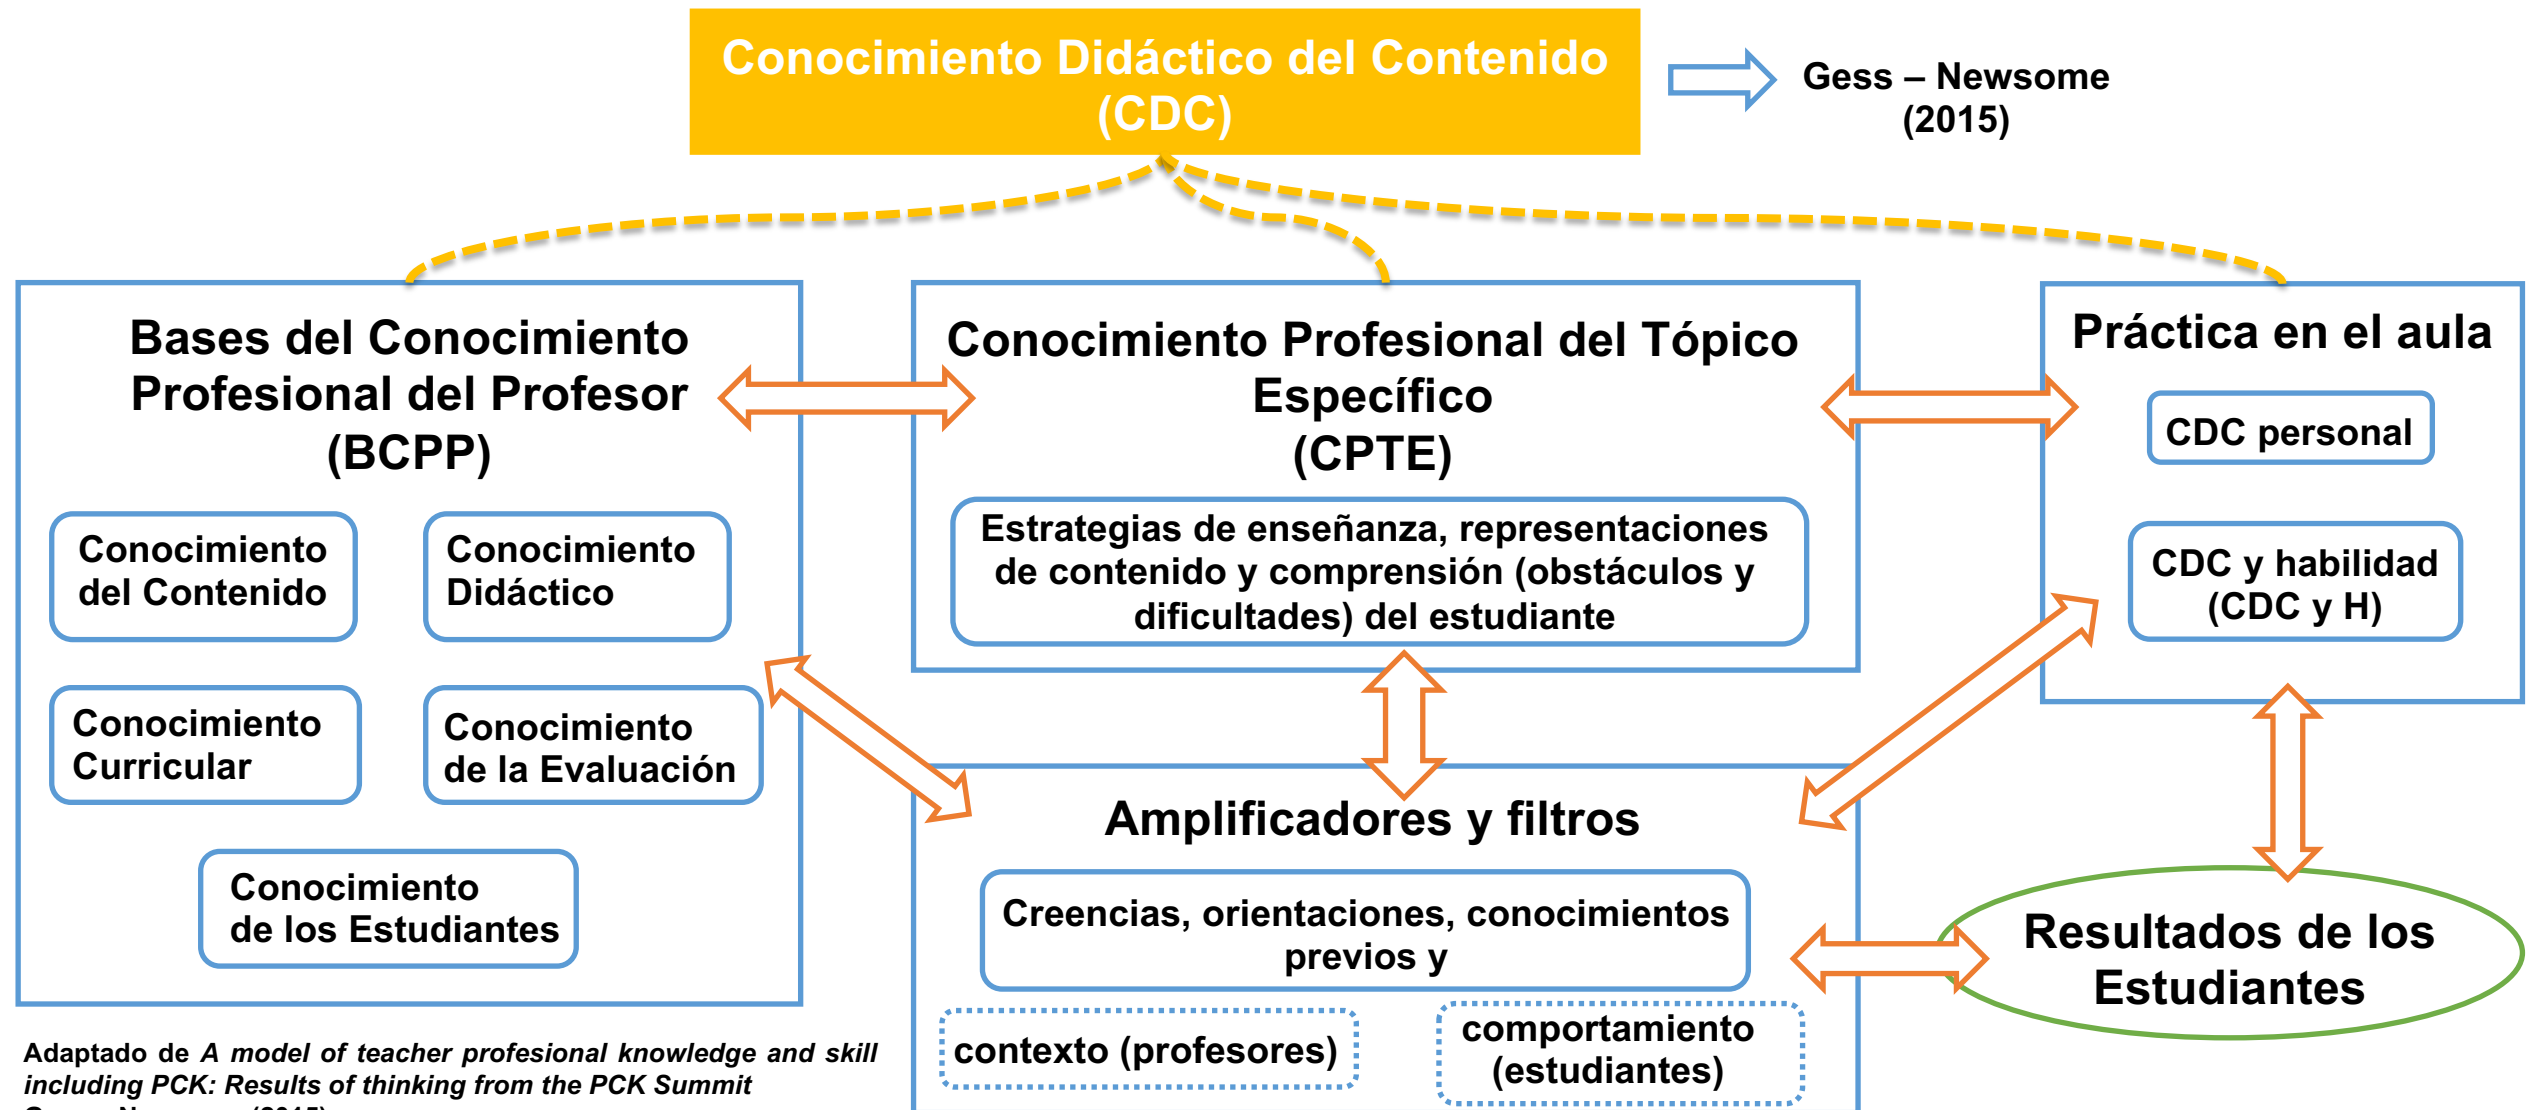 Conocimiento Didáctico del Contenido
(CDC)
Gess – Newsome
(2015)
Bases del Conocimiento
Profesional del Profesor
(BCPP)
Conocimiento
del Contenido
Conocimiento
Didáctico
Conocimiento
Curricular
Conocimiento
de la Evaluación
Conocimiento
de los Estudiantes
Conocimiento Profesional del Tópico
Específico
(CPTE)
Estrategias de enseñanza, representaciones
de contenido y comprensión (obstáculos y
dificultades) del estudiante
Práctica en el aula
CDC personal
CDC y habilidad
(CDC y H)
Amplificadores y filtros
Creencias, orientaciones, conocimientos
previos y
contexto (profesores)
comportamiento
(estudiantes)
Resultados de los
Estudiantes
Adaptado de A model of teacher profesional knowledge and skill
including PCK: Results of thinking from the PCK Summit